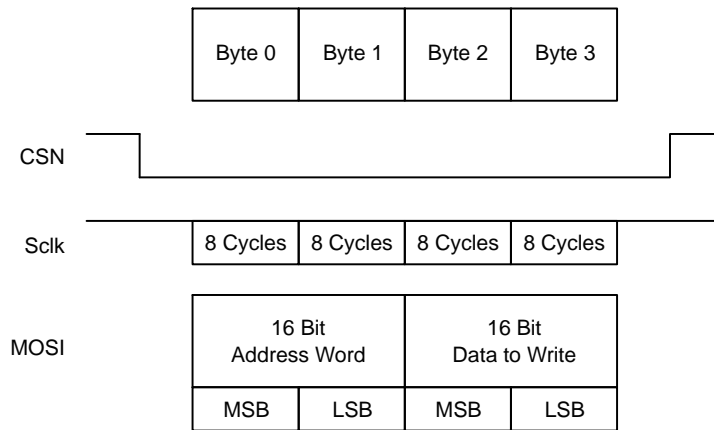 Byte 0 Byte 1 Byte 2 Byte 3
CSN
Sclk 8 Cycles 8 Cycles 8 Cycles 8 Cycles
MOSI
16 Bit
Address Word
16 Bit
Data to Write
MSB LSB MSB LSB